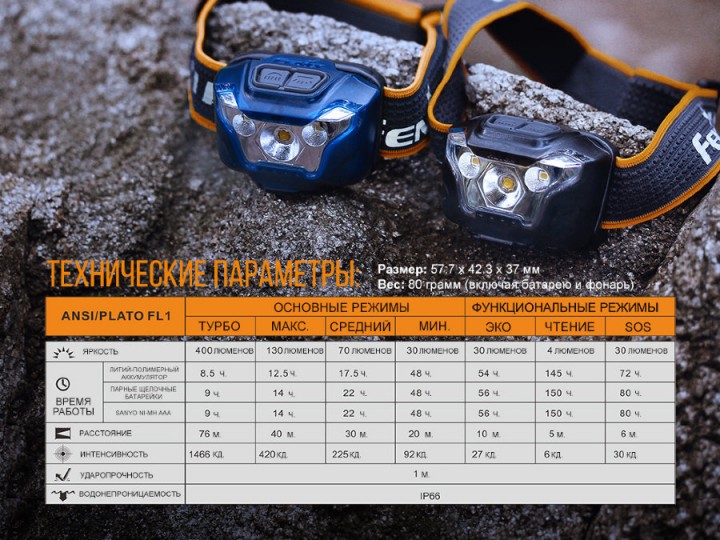 FEN
Fe
ТЕХНИЧЕСКИЕ ПАРАМЕТРЫ:
Размер: 57.7 x 42.3 x 37 мм
Вес: 80 грамм (включая батарею и фонарь)
ANSI/PLATO FL1
ОСНОВНЫЕ РЕЖИМЫ
ФУНКЦИОНАЛЬНЫЕ РЕЖИМЫ
ТУРБО МАКС. СРЕДНИЙ МИН. ЭКО ЧТЕНИЕ SOS
ЯРКОСТЬ 400 ЛЮМЕНОВ 130 ЛЮМЕНОВ 70 ЛЮМЕНОВ 30 ЛЮМЕНОВ 30 ЛЮМЕНОВ 4 ЛЮМЕНОВ 30 ЛЮМЕНОВ
ВРЕМЯ РАБОТЫ
ЛИТИЙ-ПОЛИМЕРНЫЙ АККУМУЛЯТОР 8.5 ч. 12.5 ч. 17.5 ч. 48 ч. 54 ч. 145 ч. 72 ч.
ПАРНЫЕ ЩЕЛОЧНЫЕ БАТАРЕЙКИ 9 ч. 14 ч. 22 ч. 48 ч. 56 ч. 150 ч. 80 ч.
SANYO NI-MH AAA 9 ч. 14 ч. 22 ч. 48 ч. 56 ч. 150 ч. 80 ч.
РАССТОЯНИЕ 76 м. 40 м. 30 м. 20 м. 10 м. 5 м. 6 м.
ИНТЕНСИВНОСТЬ 1466 кд. 420 кд. 225 кд. 92 кд. 27 кд. 6 кд. 30 кд.
УДАРОПРОЧНОСТЬ 1 м.
ВОДОНЕПРОНИЦАЕМОСТЬ IP66